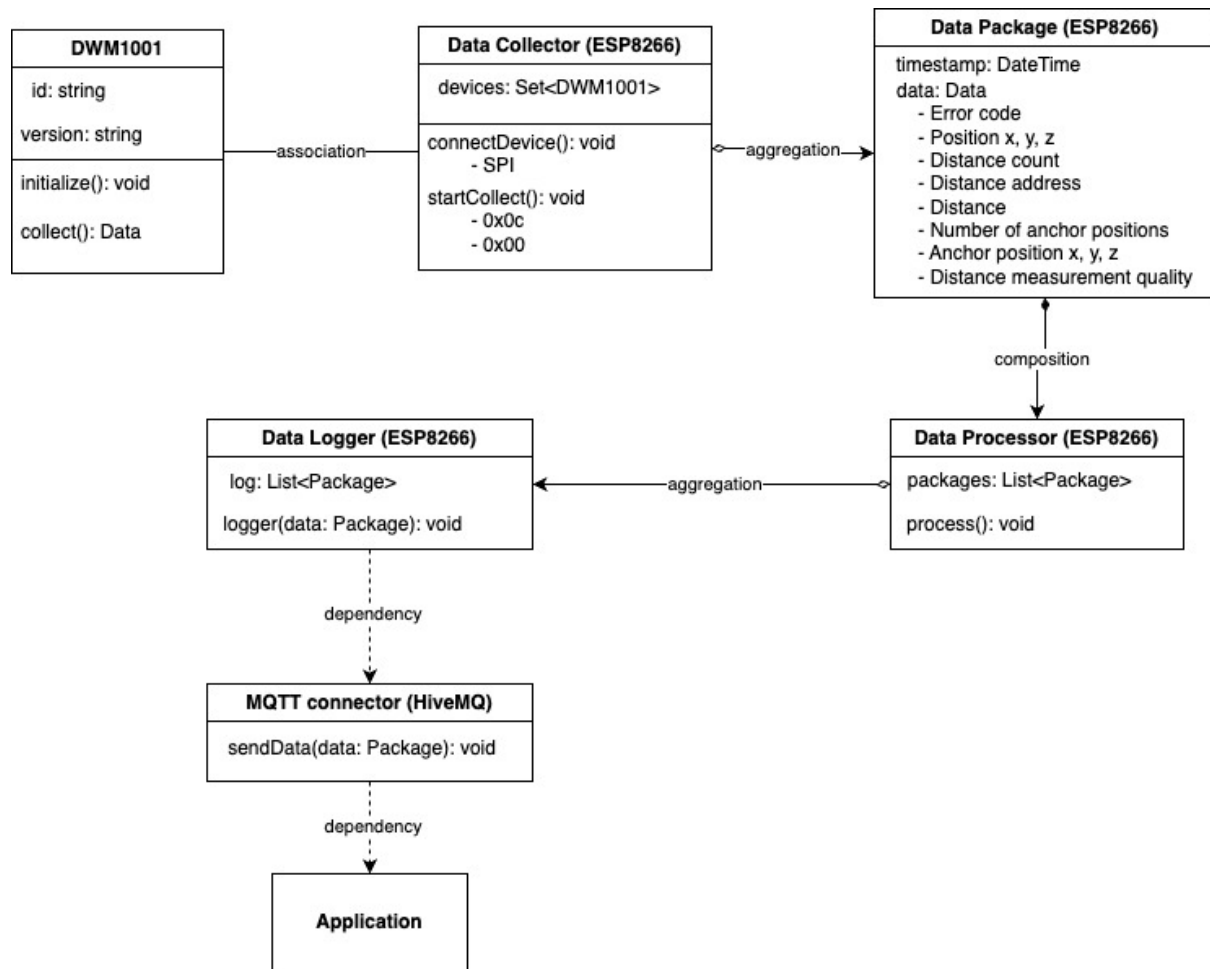 DWM1001
id: string
version: string
initialize(): void
collect(): Data
association
Data Collector (ESP8266)
devices: Set<DWM1001>
connectDevice(): void
- SPI
startCollect(): void
- 0x0c
- 0x00
aggregation
Data Package (ESP8266)
timestamp: DateTime
data: Data
- Error code
- Position x, y, z
- Distance count
- Distance address
- Distance
- Number of anchor positions
- Anchor position x, y, z
- Distance measurement quality
composition
Data Processor (ESP8266)
packages: List<Package>
process(): void
aggregation
Data Logger (ESP8266)
log: List<Package>
logger(data: Package): void
dependency
MQTT connector (HiveMQ)
sendData(data: Package): void
dependency
Application